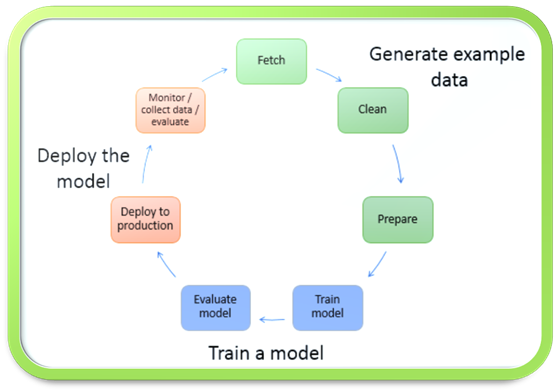 Fetch
Generate example
data
Clean
Prepare
Train
model
Evaluate
model
Train a model
Deploy to
production
Deploy the
model
Monitor /
collect data /
evaluate